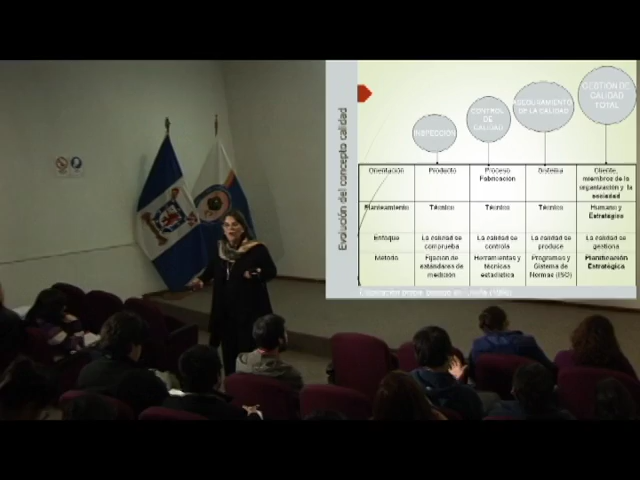 Evolución del concepto calidad
INSPECCIÓN
CONTROL
DE
CALIDAD
ASEGURAMIENTO
DE LA CALIDAD
GESTIÓN DE
CALIDAD
TOTAL
Orientación
Producto
Proceso
Fabricación
Sistema
Cliente,
miembros de la
organización y la
sociedad
Planteamiento
Técnico
Técnico
Técnico
Humano y
Estratégico
Enfoque
La calidad se
comprueba
La calidad se
controla
La calidad se
produce
La calidad se
gestiona
Método
Fijación de
estándares de
medición
Herramientas y
técnicas
estadística
Programas y
Sistema de
Normas (ISO)
Planificación
Estratégica